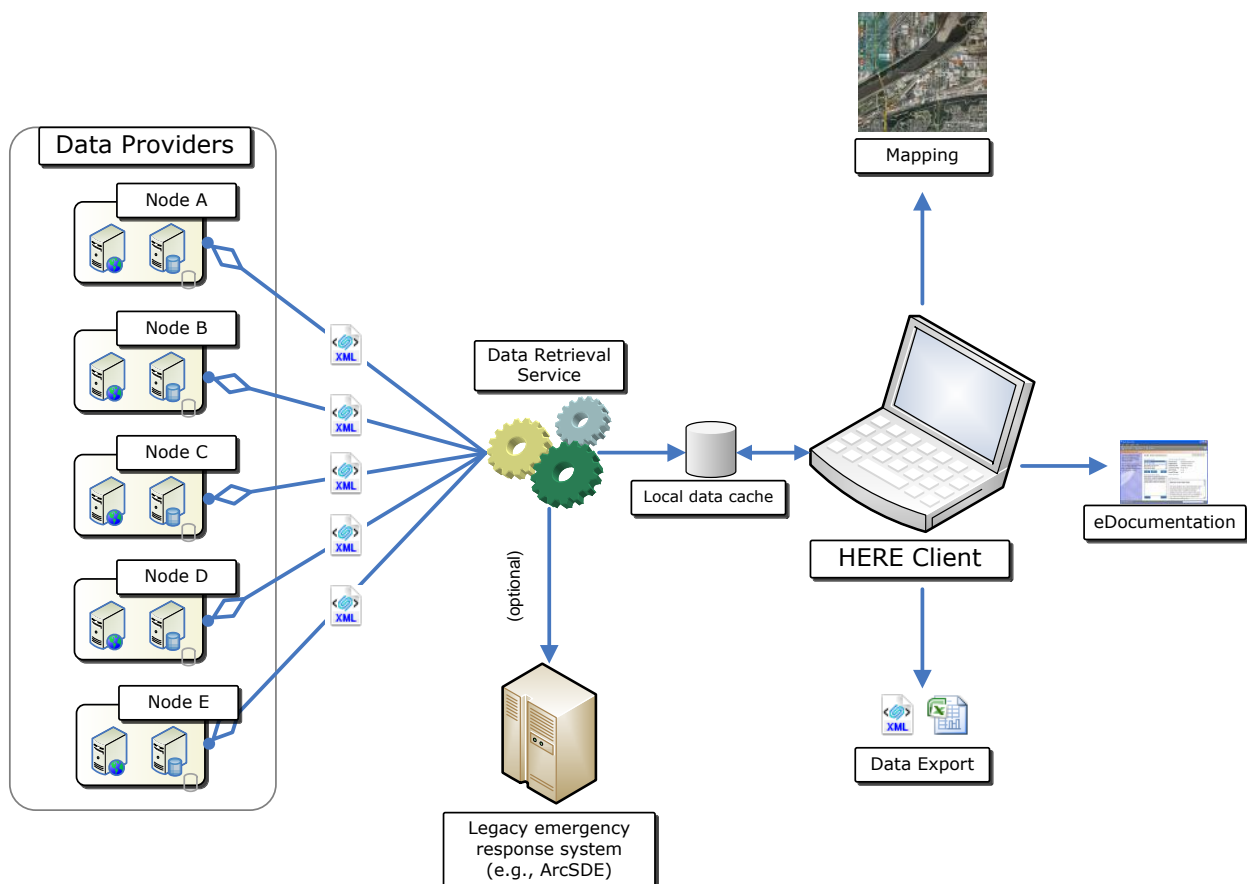 Data Providers
Node A
Node B
Node C
Node D
Node E
XML
XML
XML
XML
XML
Data Retrieval
Service
(optional)
Legacy emergency
response system
(e.g., ArcSDE)
Local data cache
Mapping
HERE Client
eDocumentation
XML
Data Export